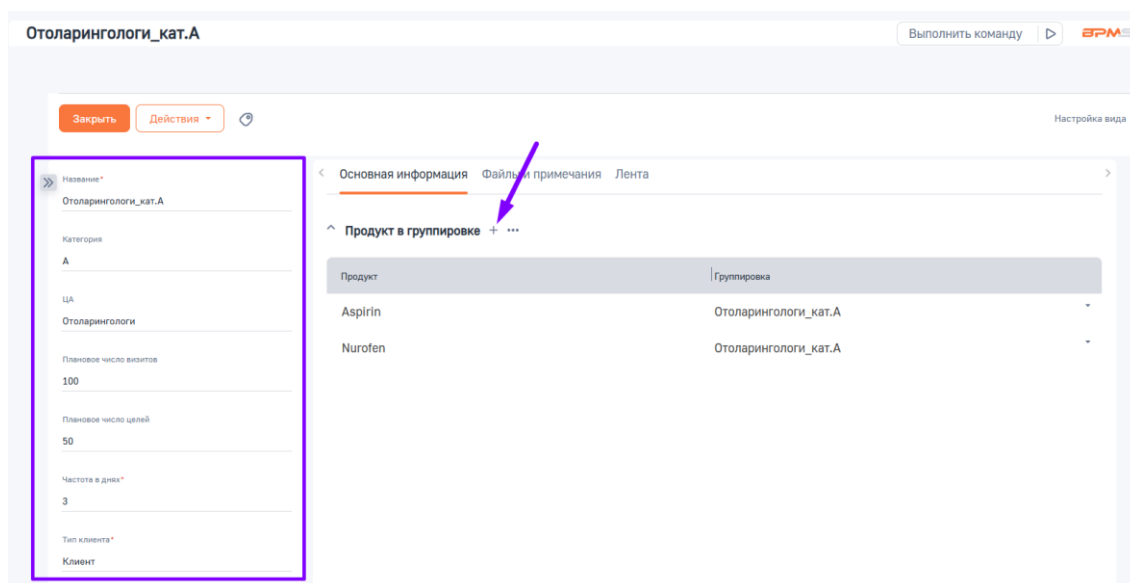 Отоларингологи_кат.А
Выполнить команду
BPMS
Закрыть
Действия
Настройка вида
Название*
Отоларингологи_кат.А
Категория
А
ЦА
Отоларингологи
Плановое число визитов
100
Плановое число целей
50
Частота в днях*
3
Тип клиента*
Клиент
Основная информация Файлы и примечания Лента
Продукт в группировке + ···
Продукт Группировка
Aspirin Отоларингологи_кат.А
Nurofen Отоларингологи_кат.А